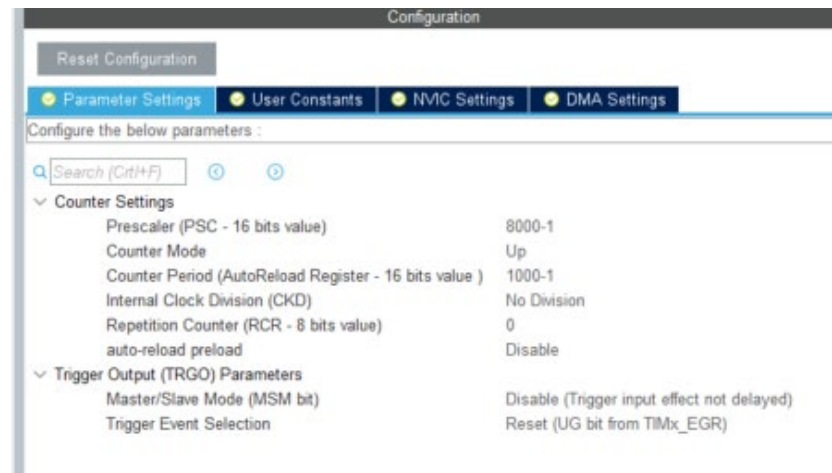 Configuration
Reset Configuration
Parameter Settings User Constants NVIC Settings DMA Settings
Configure the below parameters :
Search (Crtl+F)
Counter Settings
Prescaler (PSC - 16 bits value) 8000-1
Counter Mode Up
Counter Period (AutoReload Register - 16 bits value ) 1000-1
Internal Clock Division (CKD) No Division
Repetition Counter (RCR - 8 bits value) 0
auto-reload preload Disable
Trigger Output (TRGO) Parameters
Master/Slave Mode (MSM bit) Disable (Trigger input effect not delayed)
Trigger Event Selection Reset (UG bit from TIMx_EGR)